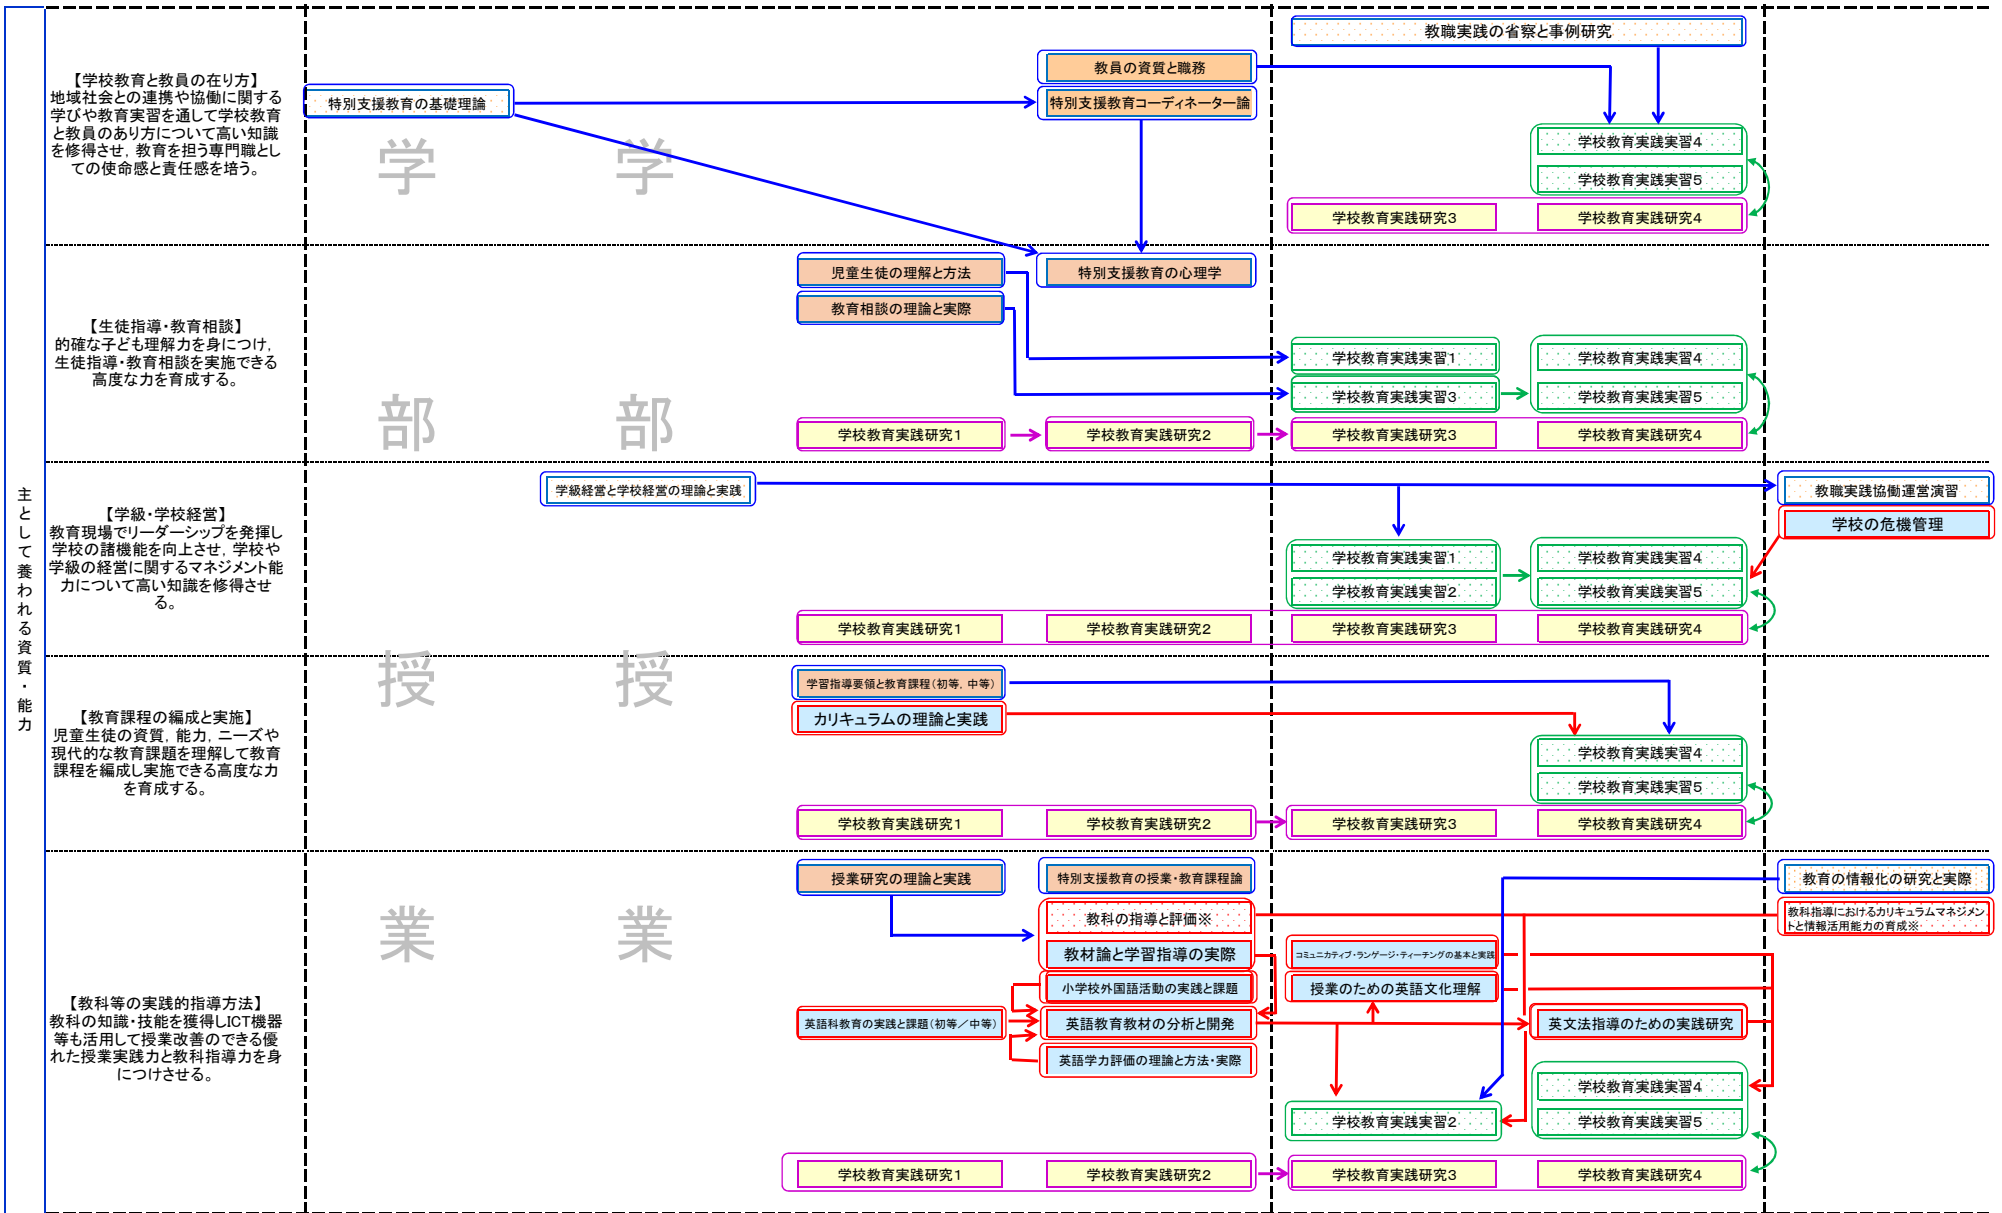 主として養われる資質・能力
【学校教育と教員の在り方】
地域社会との連携や協働に関する
学びや教育実習を通して学校教育
と教員のあり方について高い知識
を修得させ，教育を担う専門職とし
ての使命感と責任感を培う。
特別支援教育の基礎理論
教員の資質と職務
特別支援教育コーディネーター論
教職実践の省察と事例研究
学校教育実践実習4
学校教育実践実習5
学校教育実践研究3
学校教育実践研究4
学
学
【生徒指導・教育相談】
的確な子ども理解力を身につけ，
生徒指導・教育相談を実施できる
高度な力を育成する。
児童生徒の理解と方法
特別支援教育の心理学
教育相談の理論と実際
学校教育実践実習1
学校教育実践実習4
学校教育実践実習3
学校教育実践実習5
学校教育実践研究1
学校教育実践研究2
学校教育実践研究3
学校教育実践研究4
部
部
【学級・学校経営】
教育現場でリーダーシップを発揮し
学校の諸機能を向上させ，学校や
学級の経営に関するマネジメント能
力について高い知識を修得させ
る。
学級経営と学校経営の理論と実践
教職実践協働運営演習
学校の危機管理
学校教育実践実習1
学校教育実践実習4
学校教育実践実習2
学校教育実践実習5
学校教育実践研究1
学校教育実践研究2
学校教育実践研究3
学校教育実践研究4
授
授
【教育課程の編成と実施】
児童生徒の資質，能力，ニーズや
現代的な教育課題を理解して教育
課程を編成し実施できる高度な力
を育成する。
学習指導要領と教育課程（初等，中等）
カリキュラムの理論と実践
学校教育実践実習4
学校教育実践実習5
学校教育実践研究1
学校教育実践研究2
学校教育実践研究3
学校教育実践研究4
業
業
【教科等の実践的指導方法】
教科の知識・技能を獲得しICT機器
等も活用して授業改善のできる優
れた授業実践力と教科指導力を身
につけさせる。
授業研究の理論と実践
特別支援教育の授業・教育課程論
教育の情報化の研究と実際
教科の指導と評価※
教科指導におけるカリキュラムマネジメン
トと情報活用能力の育成※
教材論と学習指導の実際
コミュニカティブ・ランゲージ・ティーチングの基本と実践
小学校外国語活動の実践と課題
授業のための英語文化理解
英語科教育の実践と課題（初等／中等）
英語教育教材の分析と開発
英文法指導のための実践研究
英語学力評価の理論と方法・実際
学校教育実践実習4
学校教育実践実習2
学校教育実践実習5
学校教育実践研究1
学校教育実践研究2
学校教育実践研究3
学校教育実践研究4